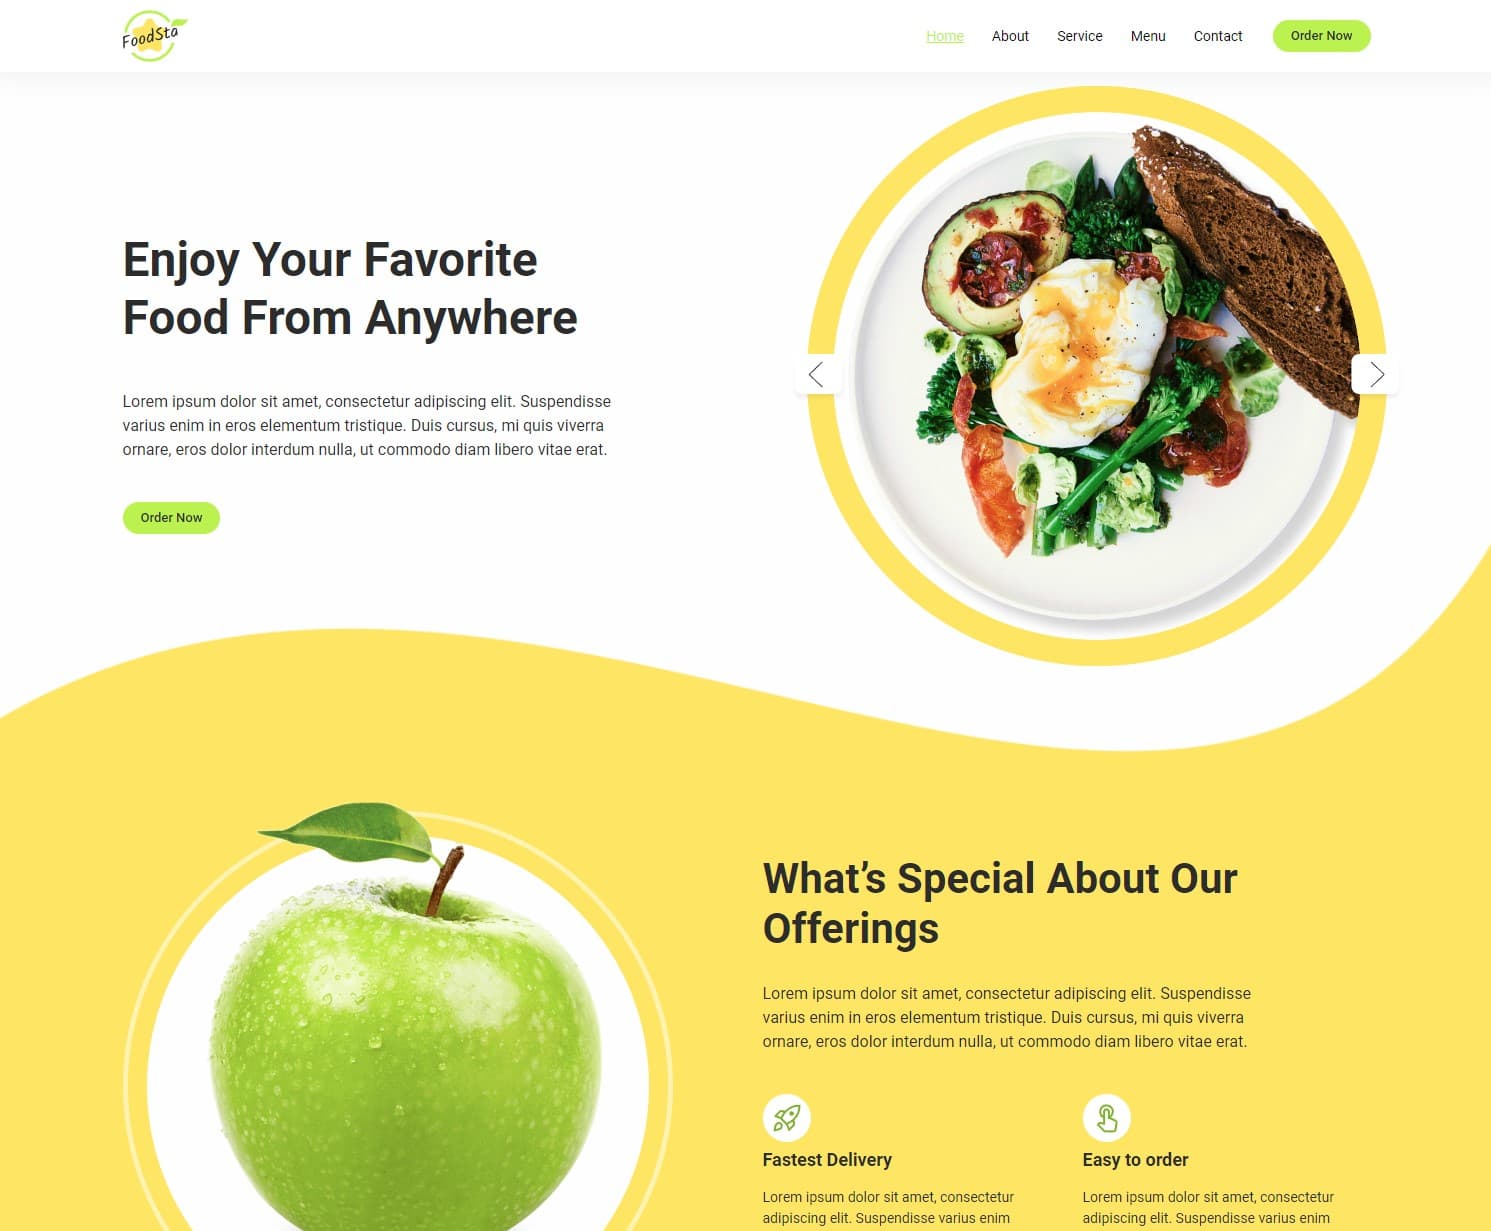 FoodSta
Home About Service Menu Contact Order Now
Enjoy Your Favorite
Food From Anywhere
Lorem ipsum dolor sit amet, consectetur adipiscing elit. Suspendisse
varius enim in eros elementum tristique. Duis cursus, mi quis viverra
ornare, eros dolor interdum nulla, ut commodo diam libero vitae erat.
Order Now
What’s Special About Our
Offerings
Lorem ipsum dolor sit amet, consectetur adipiscing elit. Suspendisse
varius enim in eros elementum tristique. Duis cursus, mi quis viverra
ornare, eros dolor interdum nulla, ut commodo diam libero vitae erat.
Fastest Delivery
Lorem ipsum dolor sit amet, consectetur
adipiscing elit. Suspendisse varius enim
Easy to order
Lorem ipsum dolor sit amet, consectetur
adipiscing elit. Suspendisse varius enim